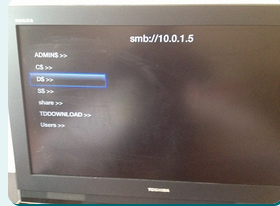 smb://10.0.1.5
ADMIN$ >>
C$ >>
D$ >>
S$ >>
share >>
TDDOWNLOAD >>
Users >>
TOSHIBA